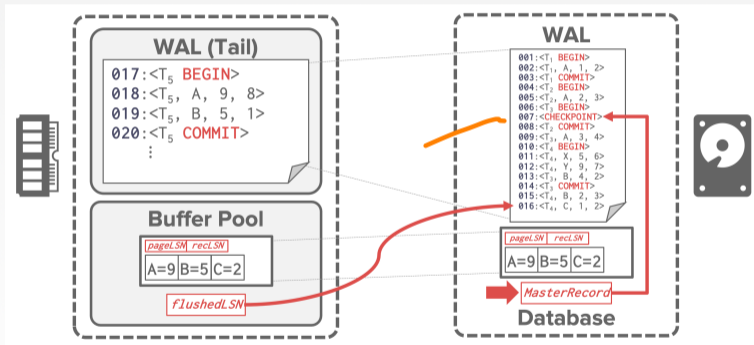 WAL (Tail)
017:<T5 BEGIN>
018:<T5, A, 9, 8>
019:<T5, B, 5, 1>
020:<T5 COMMIT>
⋮
Buffer Pool
pageLSN recLSN
A=9 B=5 C=2
flushedLSN
WAL
001:<T1 BEGIN>
002:<T1, A, 1, 2>
003:<T1 COMMIT>
004:<T2 BEGIN>
005:<T2, A, 2, 3>
006:<T3 BEGIN>
007:<CHECKPOINT>
008:<T2 COMMIT>
009:<T3, A, 3, 4>
010:<T4 BEGIN>
011:<T4, X, 5, 6>
012:<T4, Y, 9, 7>
013:<T3, B, 4, 2>
014:<T3 COMMIT>
015:<T4, B, 2, 3>
016:<T4, C, 1, 2>
pageLSN recLSN
A=9 B=5 C=2
MasterRecord
Database